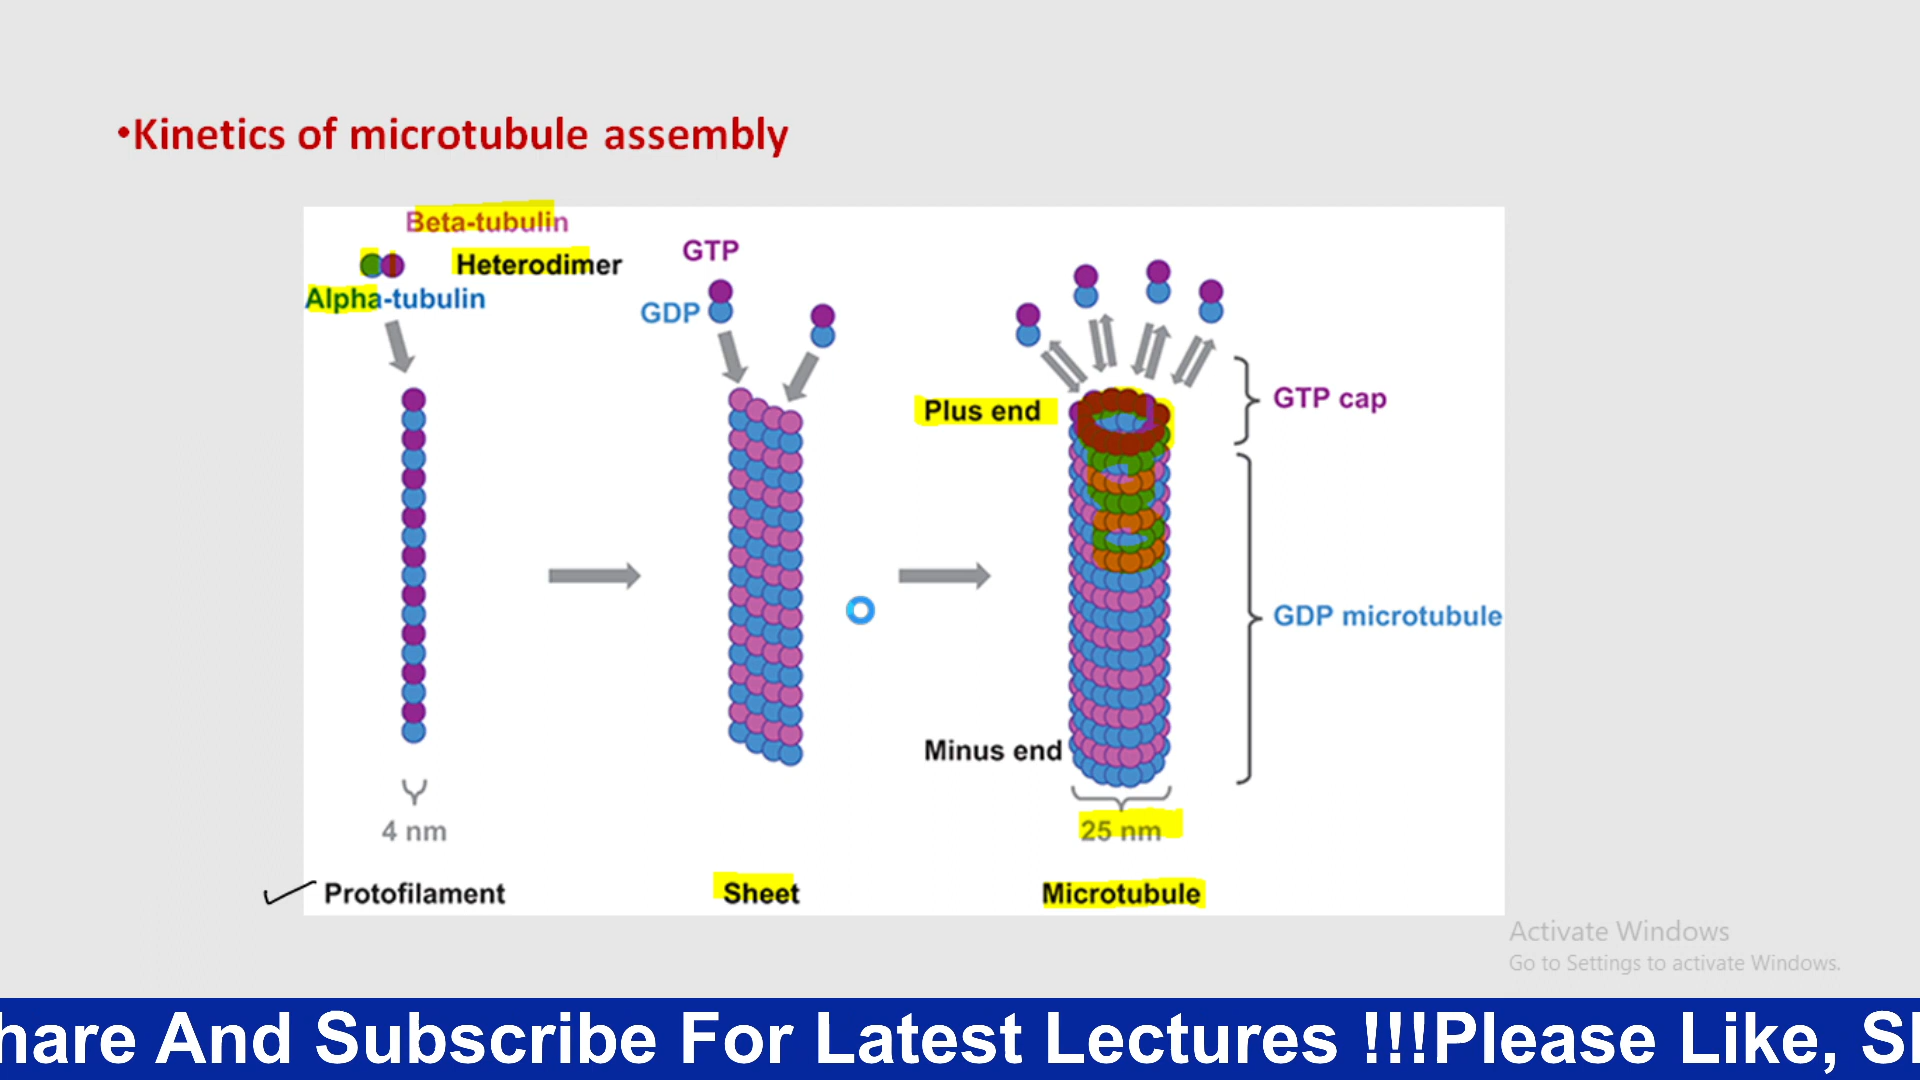 •Kinetics of microtubule assembly
Beta-tubulin
Heterodimer
Alpha-tubulin
GTP
GDP
Plus end
GTP cap
GDP microtubule
Minus end
4 nm
25 nm
Protofilament
Sheet
Microtubule
Activate Windows
Go to Settings to activate Windows.
hare And Subscribe For Latest Lectures !!!Please Like, S